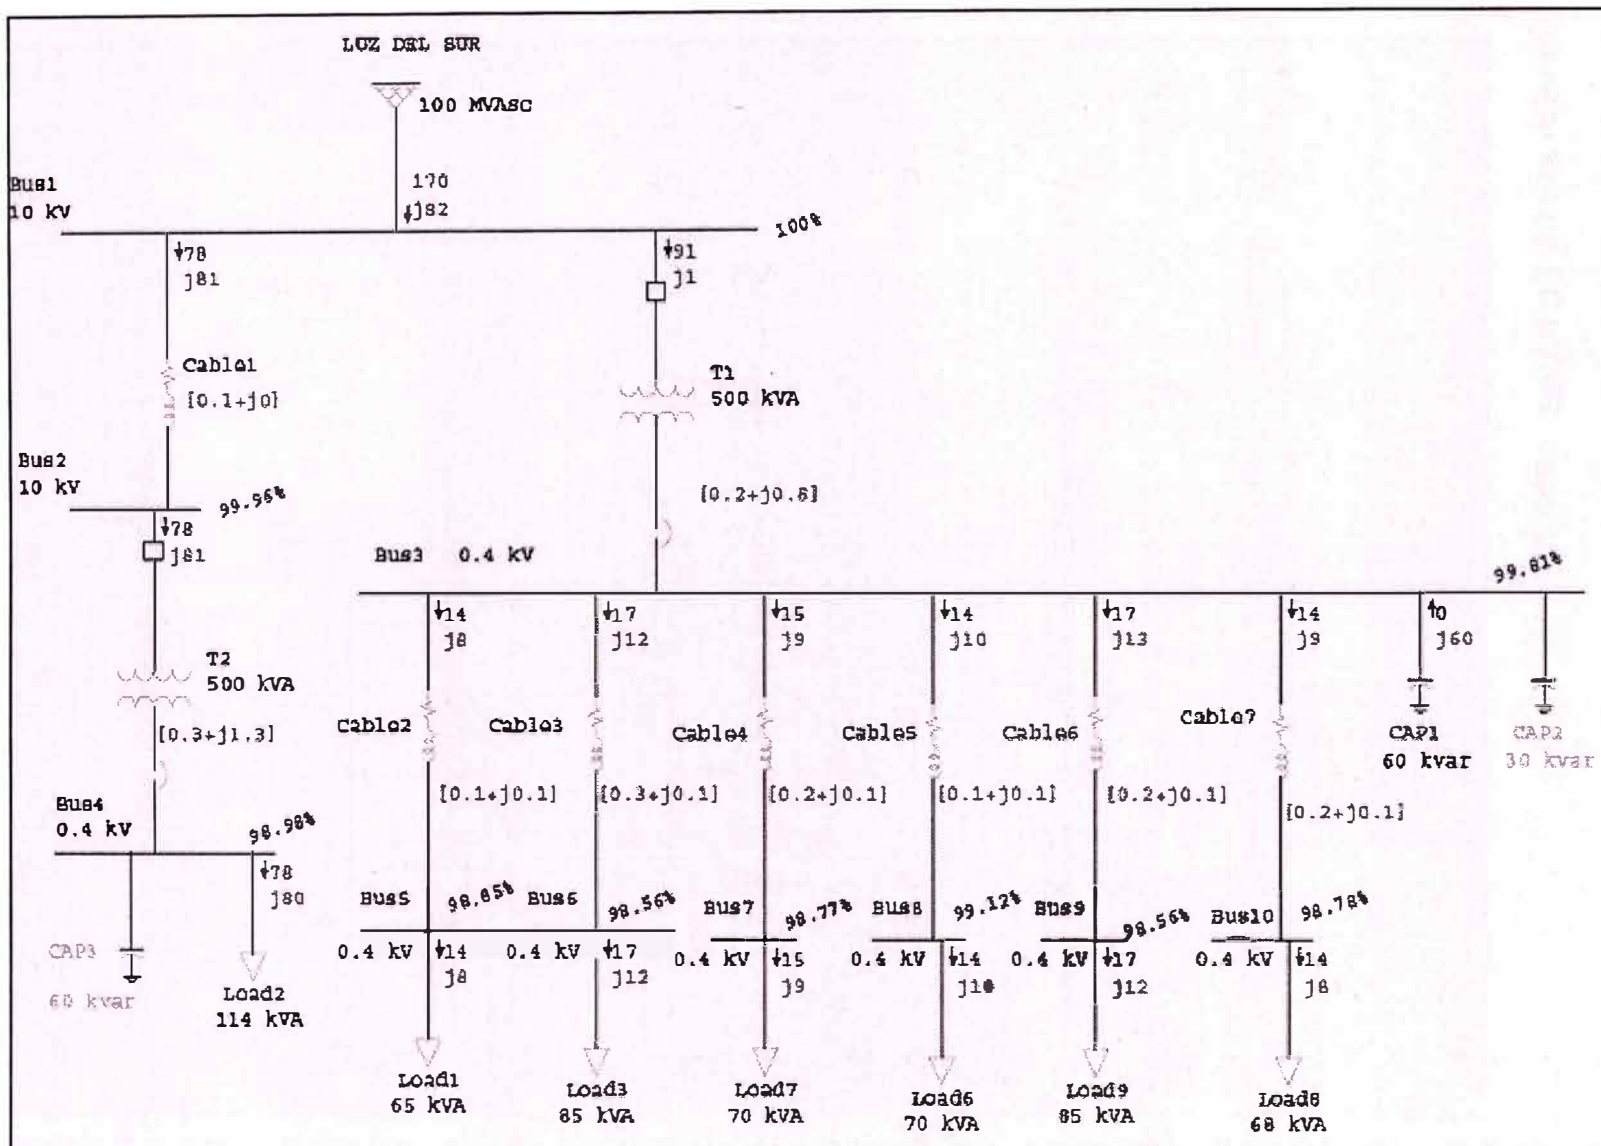 LUZ DEL SUR
100 MVAsc
170
j82
Bus1
10 kV
100%
78
j81
91
j1
Cable1
[0.1+j0]
T1
500 kVA
Bus2
10 kV
99.96%
78
j81
[0.2+j0.6]
Bus3 0.4 kV
99.81%
14
j8
17
j12
15
j9
14
j10
17
j13
14
j9
0
j60
T2
500 kVA
[0.3+j1.3]
Cable2
Cable3
Cable4
Cable5
Cable6
Cable7
CAP1
60 kvar
CAP2
30 kvar
[0.1+j0.1]
[0.3+j0.1]
[0.2+j0.1]
[0.1+j0.1]
[0.2+j0.1]
[0.2+j0.1]
Bus4
0.4 kV
98.98%
78
j80
CAP3
60 kvar
Load2
114 kVA
Bus5
98.85%
0.4 kV
14
j8
Bus6
98.56%
0.4 kV
17
j12
Bus7
98.77%
0.4 kV
15
j9
Bus8
99.12%
0.4 kV
14
j10
Bus9
98.56%
0.4 kV
17
j12
Bus10
98.78%
0.4 kV
14
j8
Load1
65 kVA
Load3
85 kVA
Load7
70 kVA
Load6
70 kVA
Load9
85 kVA
Load8
68 kVA